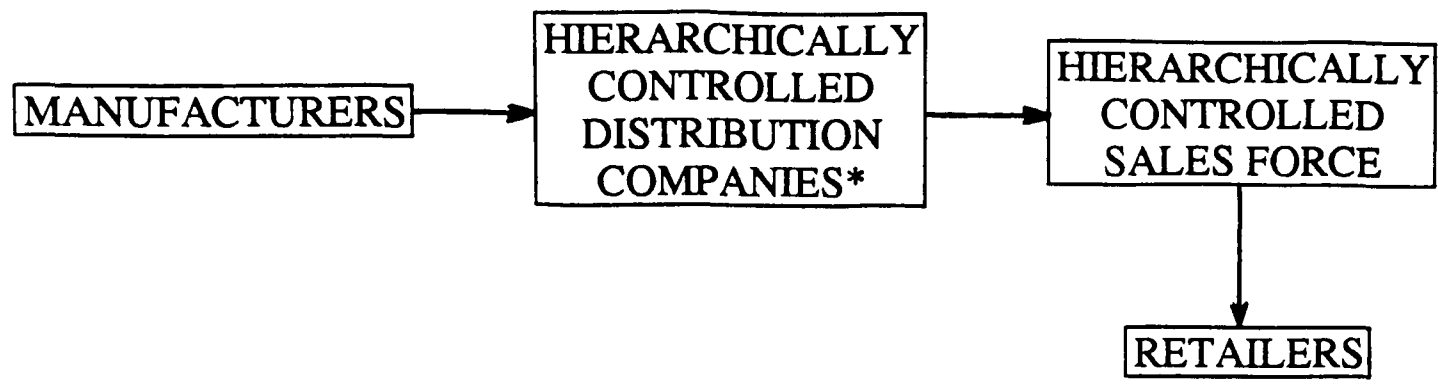 MANUFACTURERS
HIERARCHICALLY
CONTROLLED
DISTRIBUTION
COMPANIES*
HIERARCHICALLY
CONTROLLED
SALES FORCE
RETAILERS